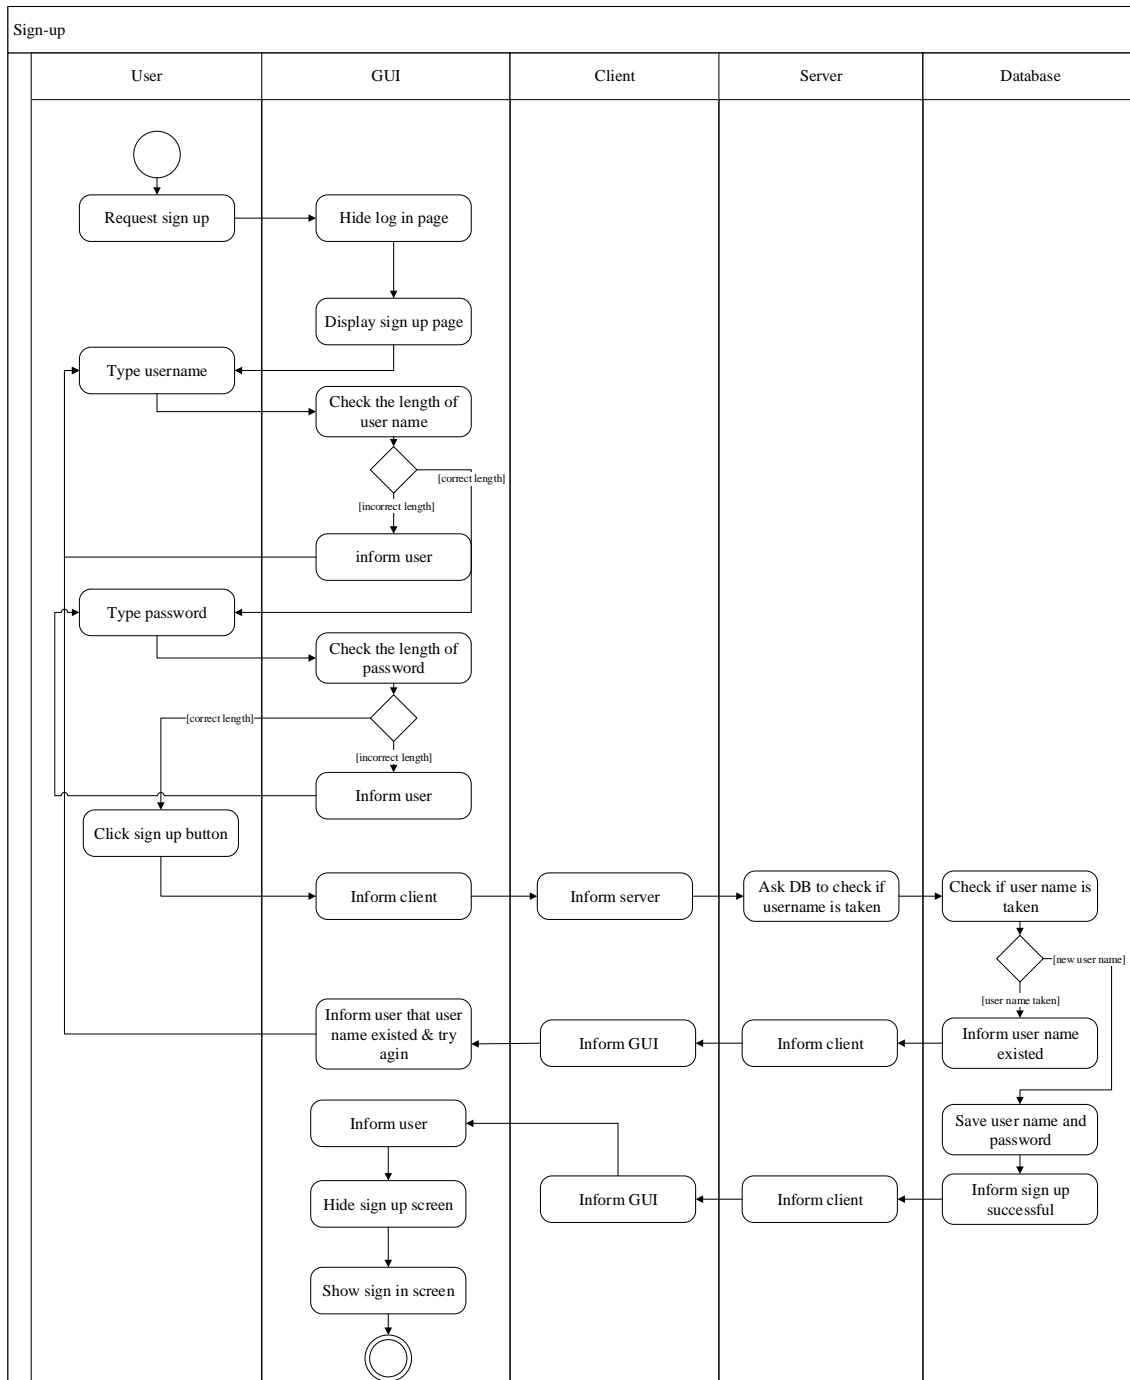 Sign-up
User
GUI
Client
Server
Database
Request sign up
Hide log in page
Display sign up page
Type username
Check the length of
user name
[correct length]
[incorrect length]
inform user
Type password
Check the length of
password
[correct length]
[incorrect length]
Inform user
Click sign up button
Inform client
Inform server
Ask DB to check if
username is taken
Check if user name is
taken
[new user name]
[user name taken]
Inform user that user
name existed & try
agin
Inform GUI
Inform client
Inform user name
existed
Inform user
Save user name and
password
Hide sign up screen
Inform GUI
Inform client
Inform sign up
successful
Show sign in screen